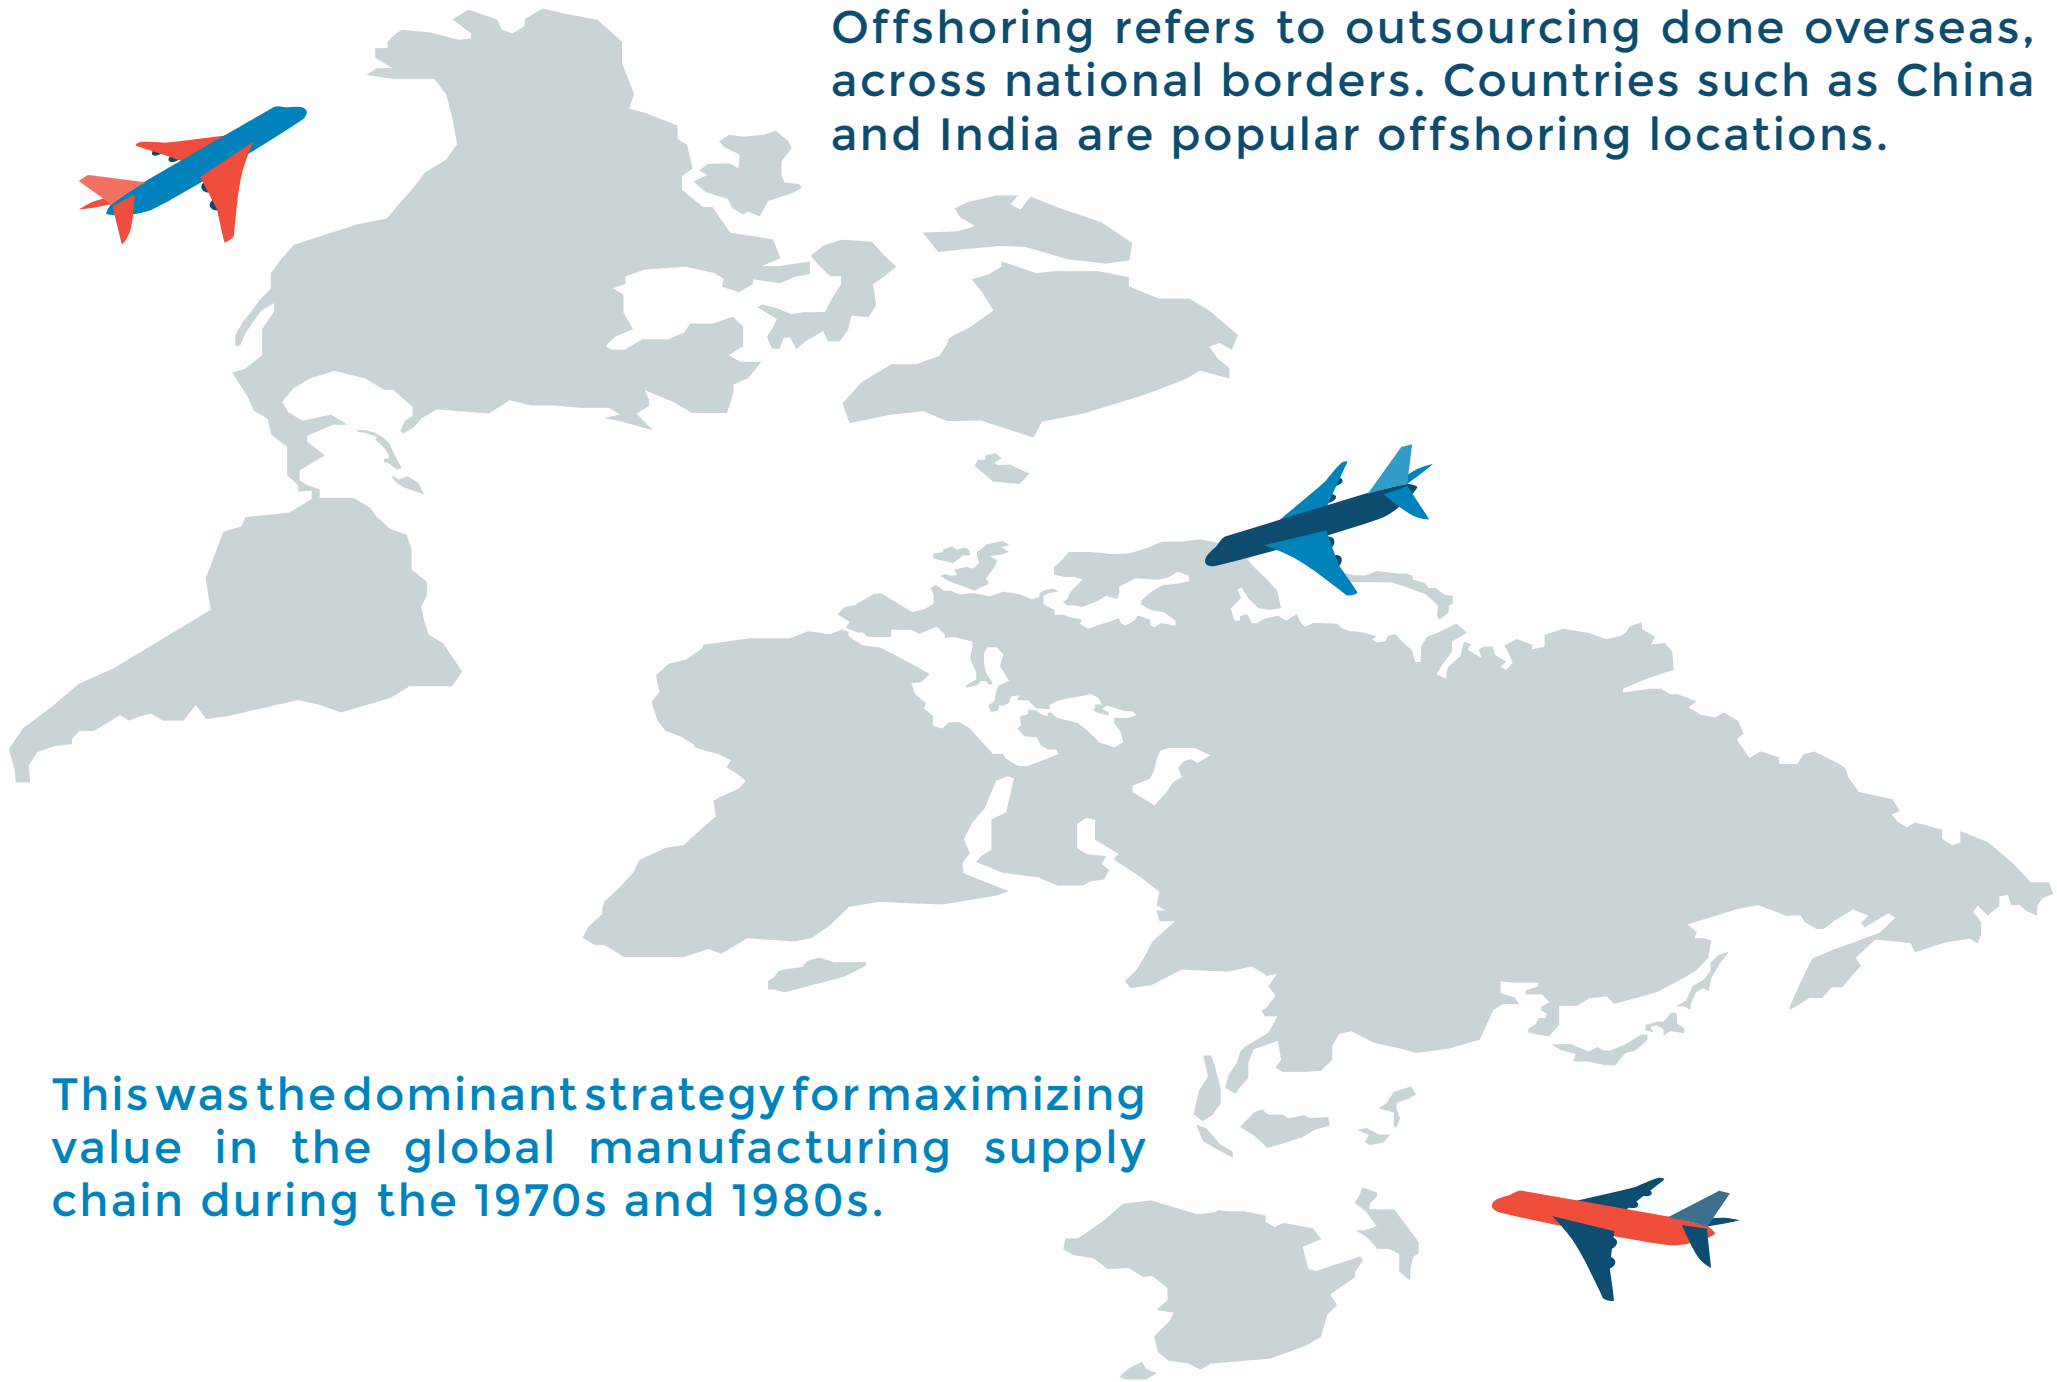 Offshoring refers to outsourcing done overseas,
across national borders. Countries such as China
and India are popular offshoring locations.
This was the dominant strategy for maximizing
value in the global manufacturing supply
chain during the 1970s and 1980s.